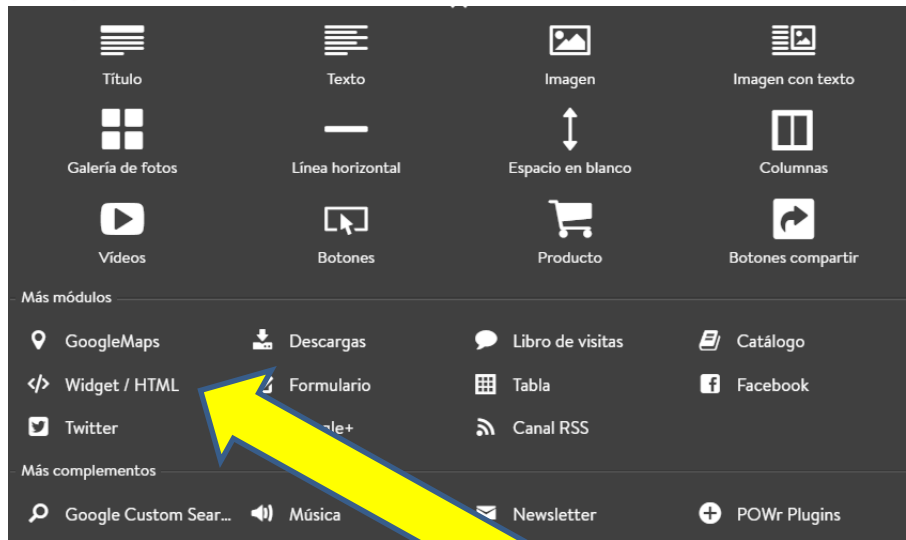 Título Texto Imagen Imagen con texto
Galería de fotos Línea horizontal Espacio en blanco Columnas
Vídeos Botones Producto Botones compartir
Más módulos
GoogleMaps Descargas Libro de visitas Catálogo
</> Widget / HTML Formulario Tabla Facebook
Twitter gle+ Canal RSS
Más complementos
Google Custom Sear... Música Newsletter POWr Plugins